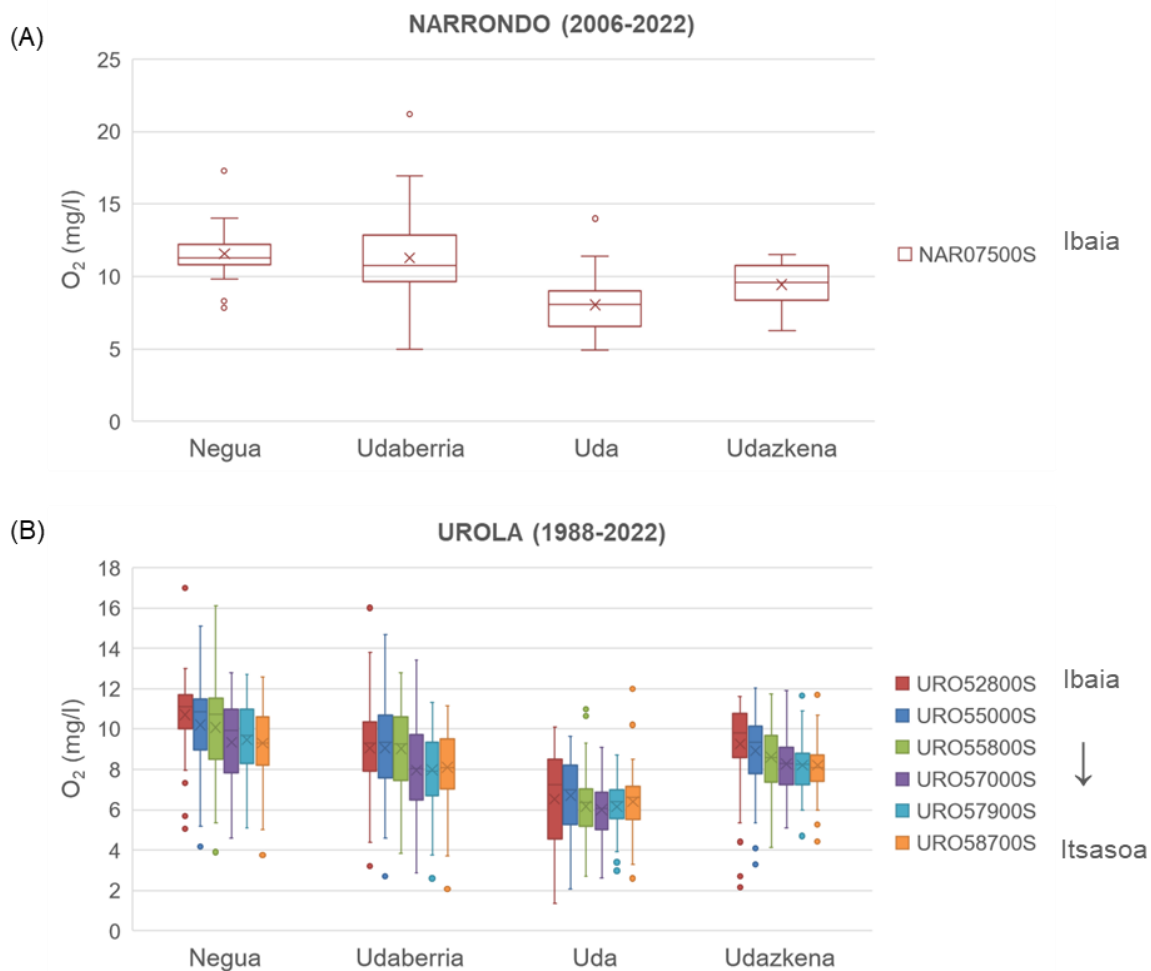 (A)
NARRONDO (2006-2022)
O₂ (mg/l)
25
20
15
10
5
0
Negua Udaberria Uda Udazkena
NAR07500S
Ibaia
(B)
UROLA (1988-2022)
O₂ (mg/l)
18
16
14
12
10
8
6
4
2
0
Negua Udaberria Uda Udazkena
URO52800S
URO55000S
URO55800S
URO57000S
URO57900S
URO58700S
Ibaia
↓
Itsasoa